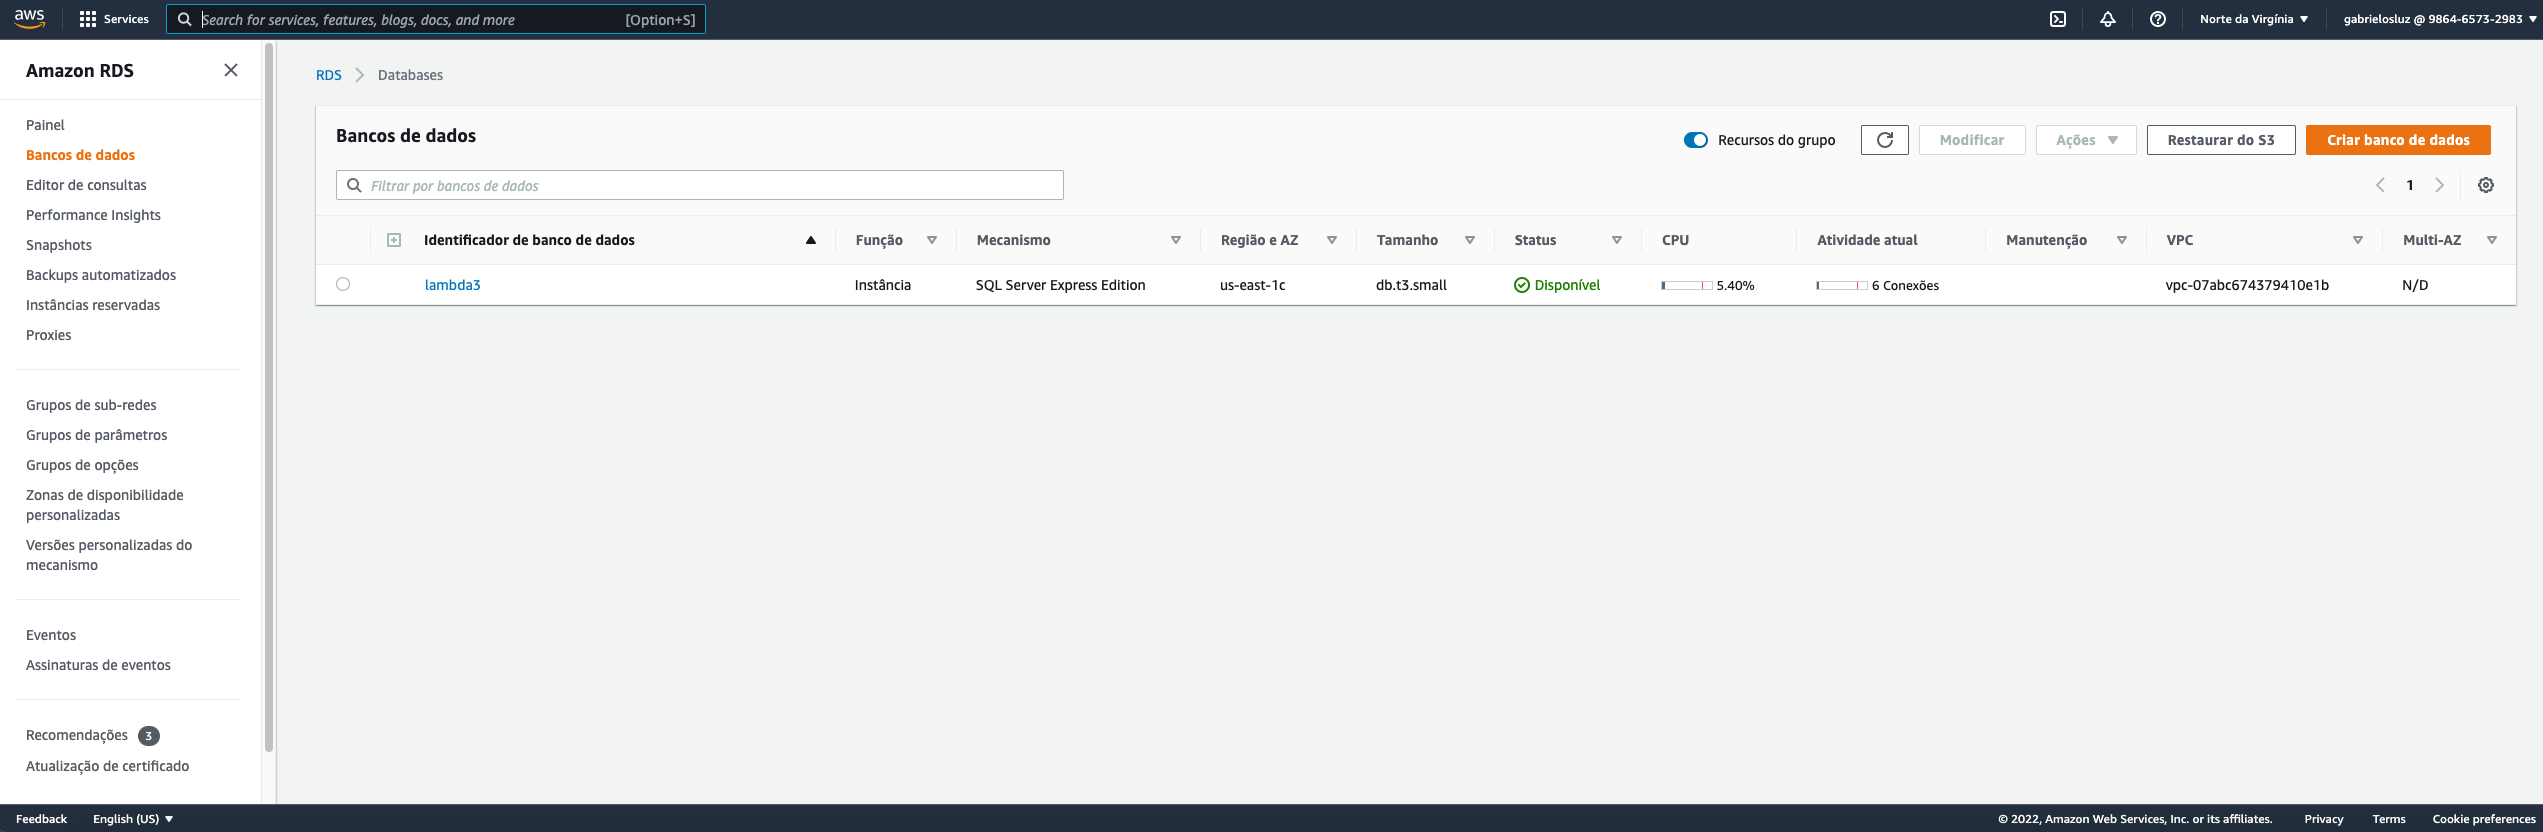 aws Services Search for services, features, blogs, docs, and more [Option+S] Norte da Virgínia gabrielosluz @ 9864-6573-2983
Amazon RDS
Painel
Bancos de dados
Editor de consultas
Performance Insights
Snapshots
Backups automatizados
Instâncias reservadas
Proxies
Grupos de sub-redes
Grupos de parâmetros
Grupos de opções
Zonas de disponibilidade
personalizadas
Versões personalizadas do
mecanismo
Eventos
Assinaturas de eventos
Recomendações 3
Atualização de certificado
RDS Databases
Bancos de dados
Recursos do grupo Modificar Ações Restaurar do S3 Criar banco de dados
Filtrar por bancos de dados
1
Identificador de banco de dados Função Mecanismo Região e AZ Tamanho Status CPU Atividade atual Manutenção VPC Multi-AZ
lambda3 Instância SQL Server Express Edition us-east-1c db.t3.small Disponível 5.40% 6 Conexões vpc-07abc674379410e1b N/D
Feedback English (US) © 2022, Amazon Web Services, Inc. or its affiliates. Privacy Terms Cookie preferences